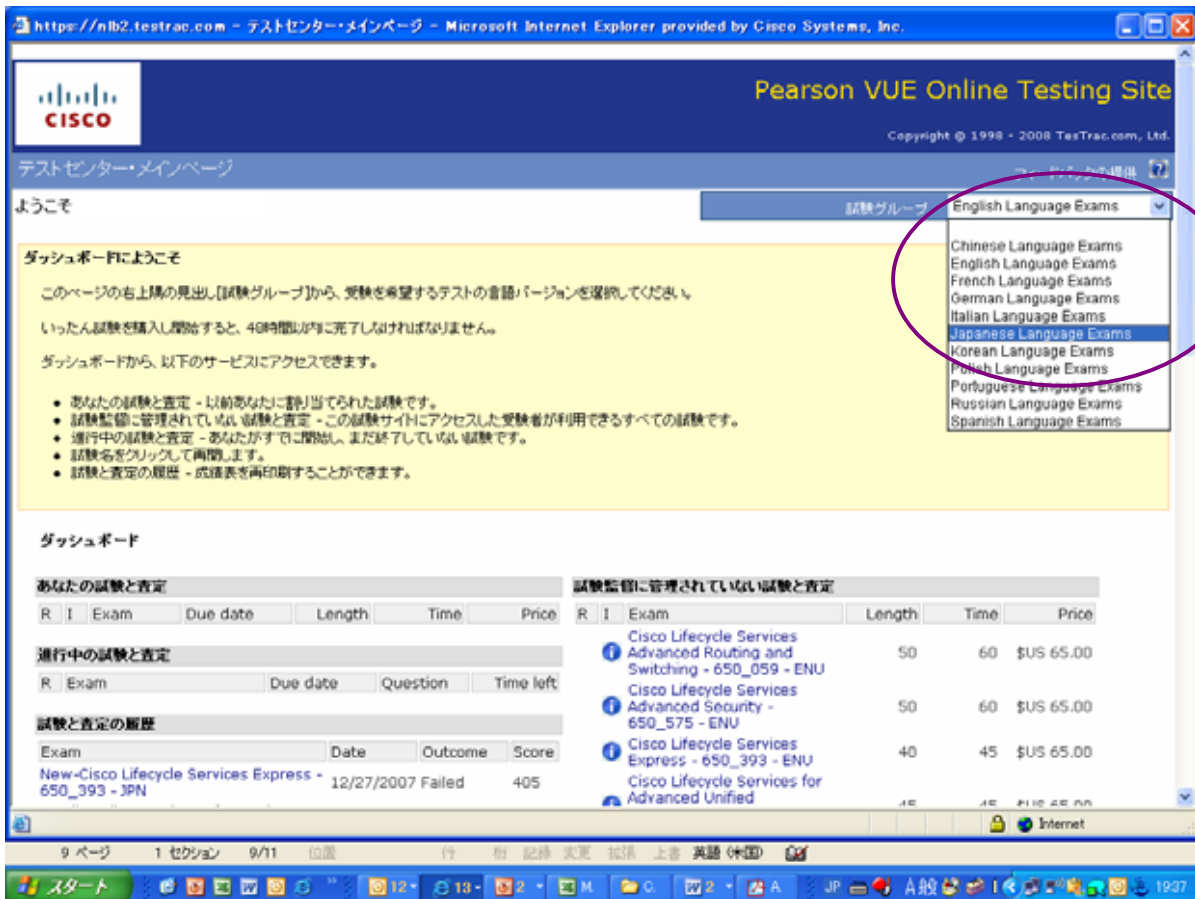 https://nlb2.testrac.com - テストセンター・メインページ - Microsoft Internet Explorer provided by Cisco Systems, Inc.
CISCO
Pearson VUE Online Testing Site
Copyright © 1998 - 2008 TesTrac.com, Ltd.
テストセンター・メインページ
フィードバックの提供
ようこそ
試験グループ
English Language Exams
Chinese Language Exams
English Language Exams
French Language Exams
German Language Exams
Italian Language Exams
Japanese Language Exams
Korean Language Exams
Polish Language Exams
Portuguese Language Exams
Russian Language Exams
Spanish Language Exams
ダッシュボードにようこそ
このページの右上隅の見出し[試験グループ]から、受験を希望するテストの言語バージョンを選択してください。
いったん試験を購入し開始すると、48時間以内に完了しなければなりません。
ダッシュボードから、以下のサービスにアクセスできます。
• あなたの試験と査定 - 以前あなたに割り当てられた試験です。
• 試験監督に管理されていない試験と査定 - この試験サイトにアクセスした受験者が利用できるすべての試験です。
• 進行中の試験と査定 - あなたがすでに開始し、まだ終了していない試験です。
• 試験名をクリックして再開します。
• 試験と査定の履歴 - 成績表を再印刷することができます。
ダッシュボード
あなたの試験と査定
R I Exam Due date Length Time Price
進行中の試験と査定
R Exam Due date Question Time left
試験と査定の履歴
Exam Date Outcome Score
New-Cisco Lifecycle Services Express - 650_393 - JPN 12/27/2007 Failed 405
試験監督に管理されていない試験と査定
R I Exam Length Time Price
Cisco Lifecycle Services
Advanced Routing and 50 60 $US 65.00
Switching - 650_059 - ENU
Cisco Lifecycle Services
Advanced Security - 50 60 $US 65.00
650_575 - ENU
Cisco Lifecycle Services 40 45 $US 65.00
Express - 650_393 - ENU
Cisco Lifecycle Services for
Advanced Unified
45 45 $US 65.00
Internet
9 ページ 1 セクション 9/11 位置 行 桁 記録 変更 拡張 上書 英語 (米国)
スタート 12 13 2 M C 2 A JP A 般 19:37